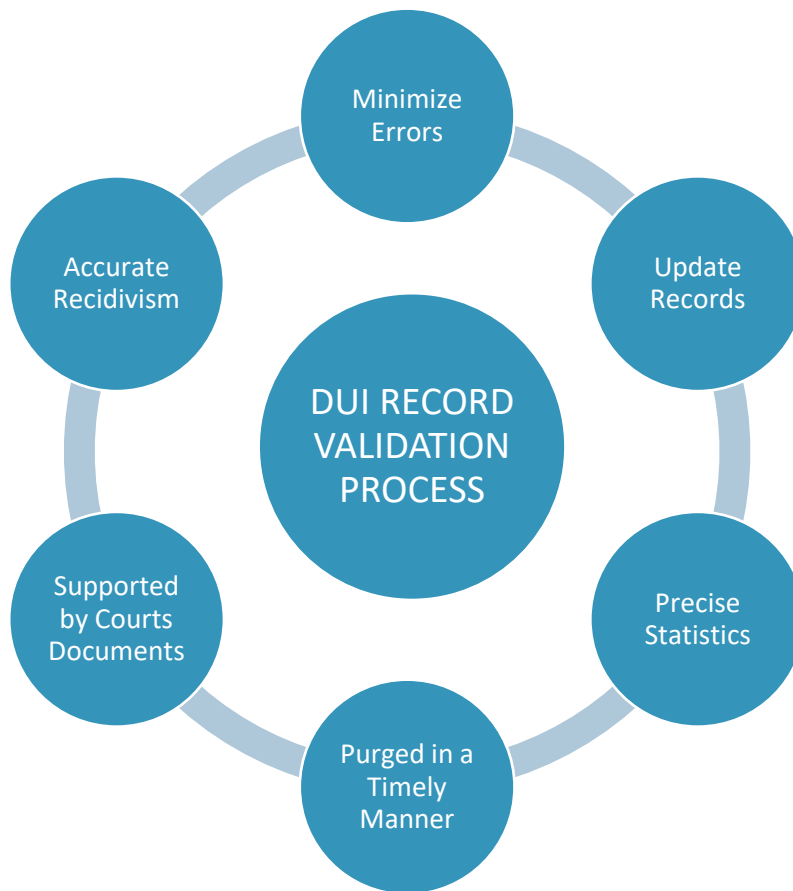 Minimize
Errors
Update
Records
Precise
Statistics
Purged in a
Timely
Manner
Supported
by Courts
Documents
Accurate
Recidivism
DUI RECORD
VALIDATION
PROCESS